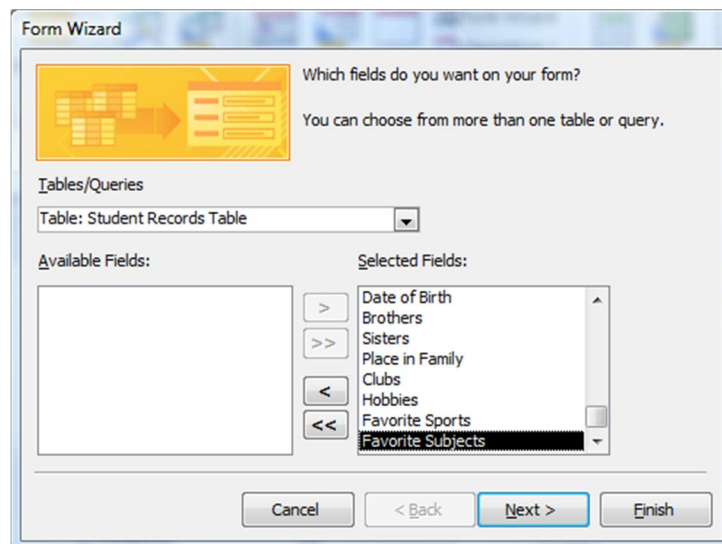 Form Wizard
Which fields do you want on your form?
You can choose from more than one table or query.
Tables/Queries
Table: Student Records Table
Available Fields:
Selected Fields:
>
>>
<
<<
Date of Birth
Brothers
Sisters
Place in Family
Clubs
Hobbies
Favorite Sports
Favorite Subjects
Cancel
< Back
Next >
Finish